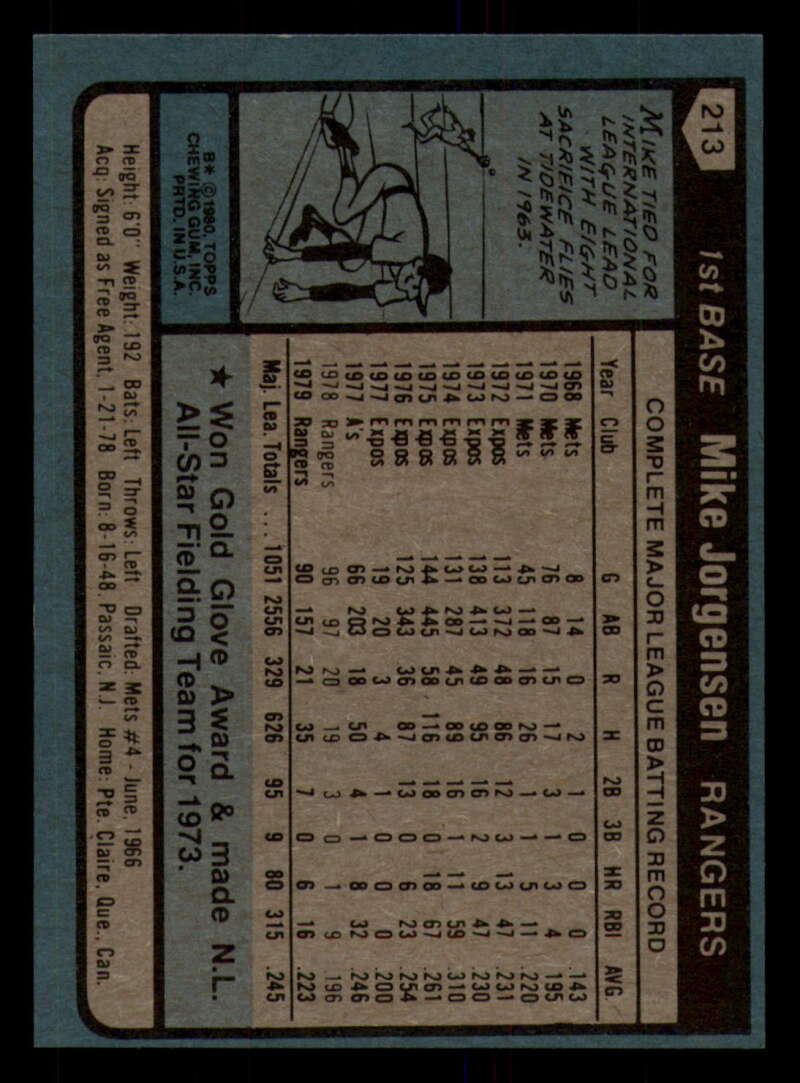 213 1st BASE Mike Jorgensen RANGERS
MIKE TIED FOR
INTERNATIONAL
LEAGUE LEAD
WITH EIGHT
SACRIFICE FLIES
AT TIDEWATER
IN 1963.
B* © 1980, TOPPS
CHEWING GUM, INC.
PRTD. IN U.S.A.
COMPLETE MAJOR LEAGUE BATTING RECORD
Year Club G AB R H 2B 3B HR RBI AVG
1968 Mets 8 14 0 2 1 0 0 0 .143
1970 Mets 76 87 15 17 3 1 3 4 .195
1971 Mets 45 118 16 26 1 1 5 11 .220
1972 Expos 113 372 48 86 12 3 13 47 .231
1973 Expos 138 413 49 95 16 2 9 47 .230
1974 Expos 131 287 45 89 16 1 11 59 .310
1975 Expos 144 445 58 116 18 0 18 67 .261
1976 Expos 125 343 36 87 13 0 6 23 .254
1977 Expos 19 20 3 4 1 0 0 0 .200
1977 A's 66 203 18 50 4 1 8 32 .246
1978 Rangers 96 97 20 19 3 0 1 9 .196
1979 Rangers 90 157 21 35 7 0 6 16 .223
Maj. Lea. Totals ... 1051 2556 329 626 95 9 80 315 .245
★ Won Gold Glove Award & made N.L.
All-Star Fielding Team for 1973.
Height: 6'0" Weight: 192 Bats: Left Throws: Left Drafted: Mets #4 - June, 1966
Acq: Signed as Free Agent, 1-21-78 Born: 8-16-48, Passaic, N.J. Home: Pte. Claire, Que., Can.